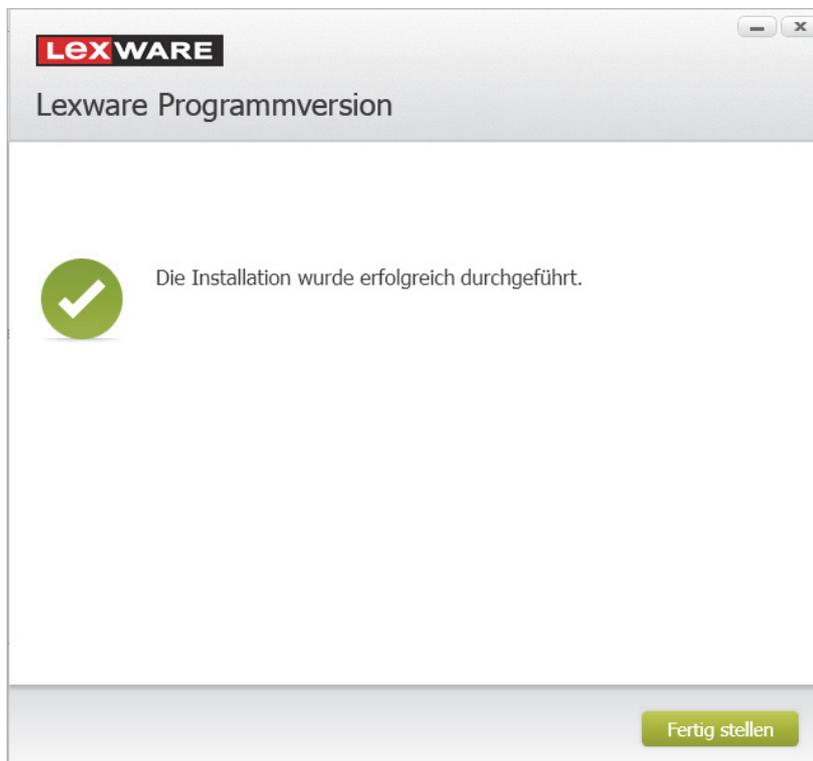 LexWARE
Lexware Programmversion
Die Installation wurde erfolgreich durchgeführt.
Fertig stellen